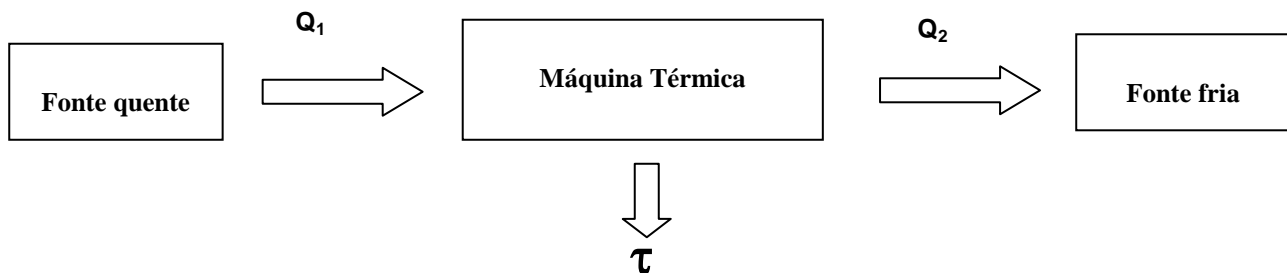 Q₁
Q₂
Fonte quente
Máquina Térmica
Fonte fria
τ